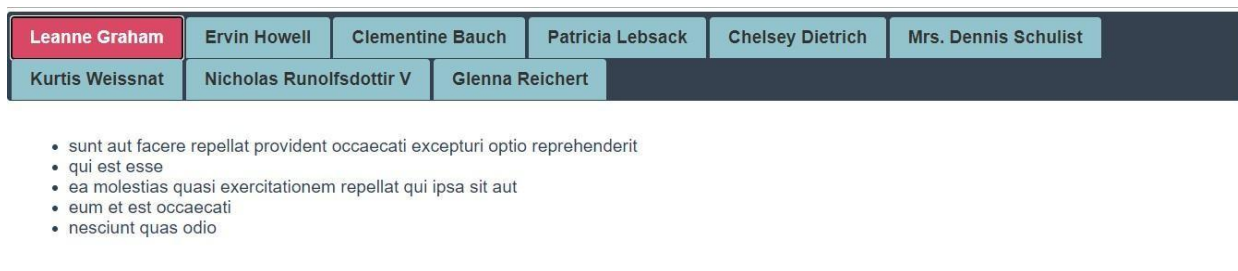 Leanne Graham Ervin Howell Clementine Bauch Patricia Lebsack Chelsey Dietrich Mrs. Dennis Schulist
Kurtis Weissnat Nicholas Runolfsdottir V Glenna Reichert
sunt aut facere repellat provident occaecati excepturi optio reprehenderit
qui est esse
ea molestias quasi exercitationem repellat qui ipsa sit aut
eum et est occaecati
nesciunt quas odio